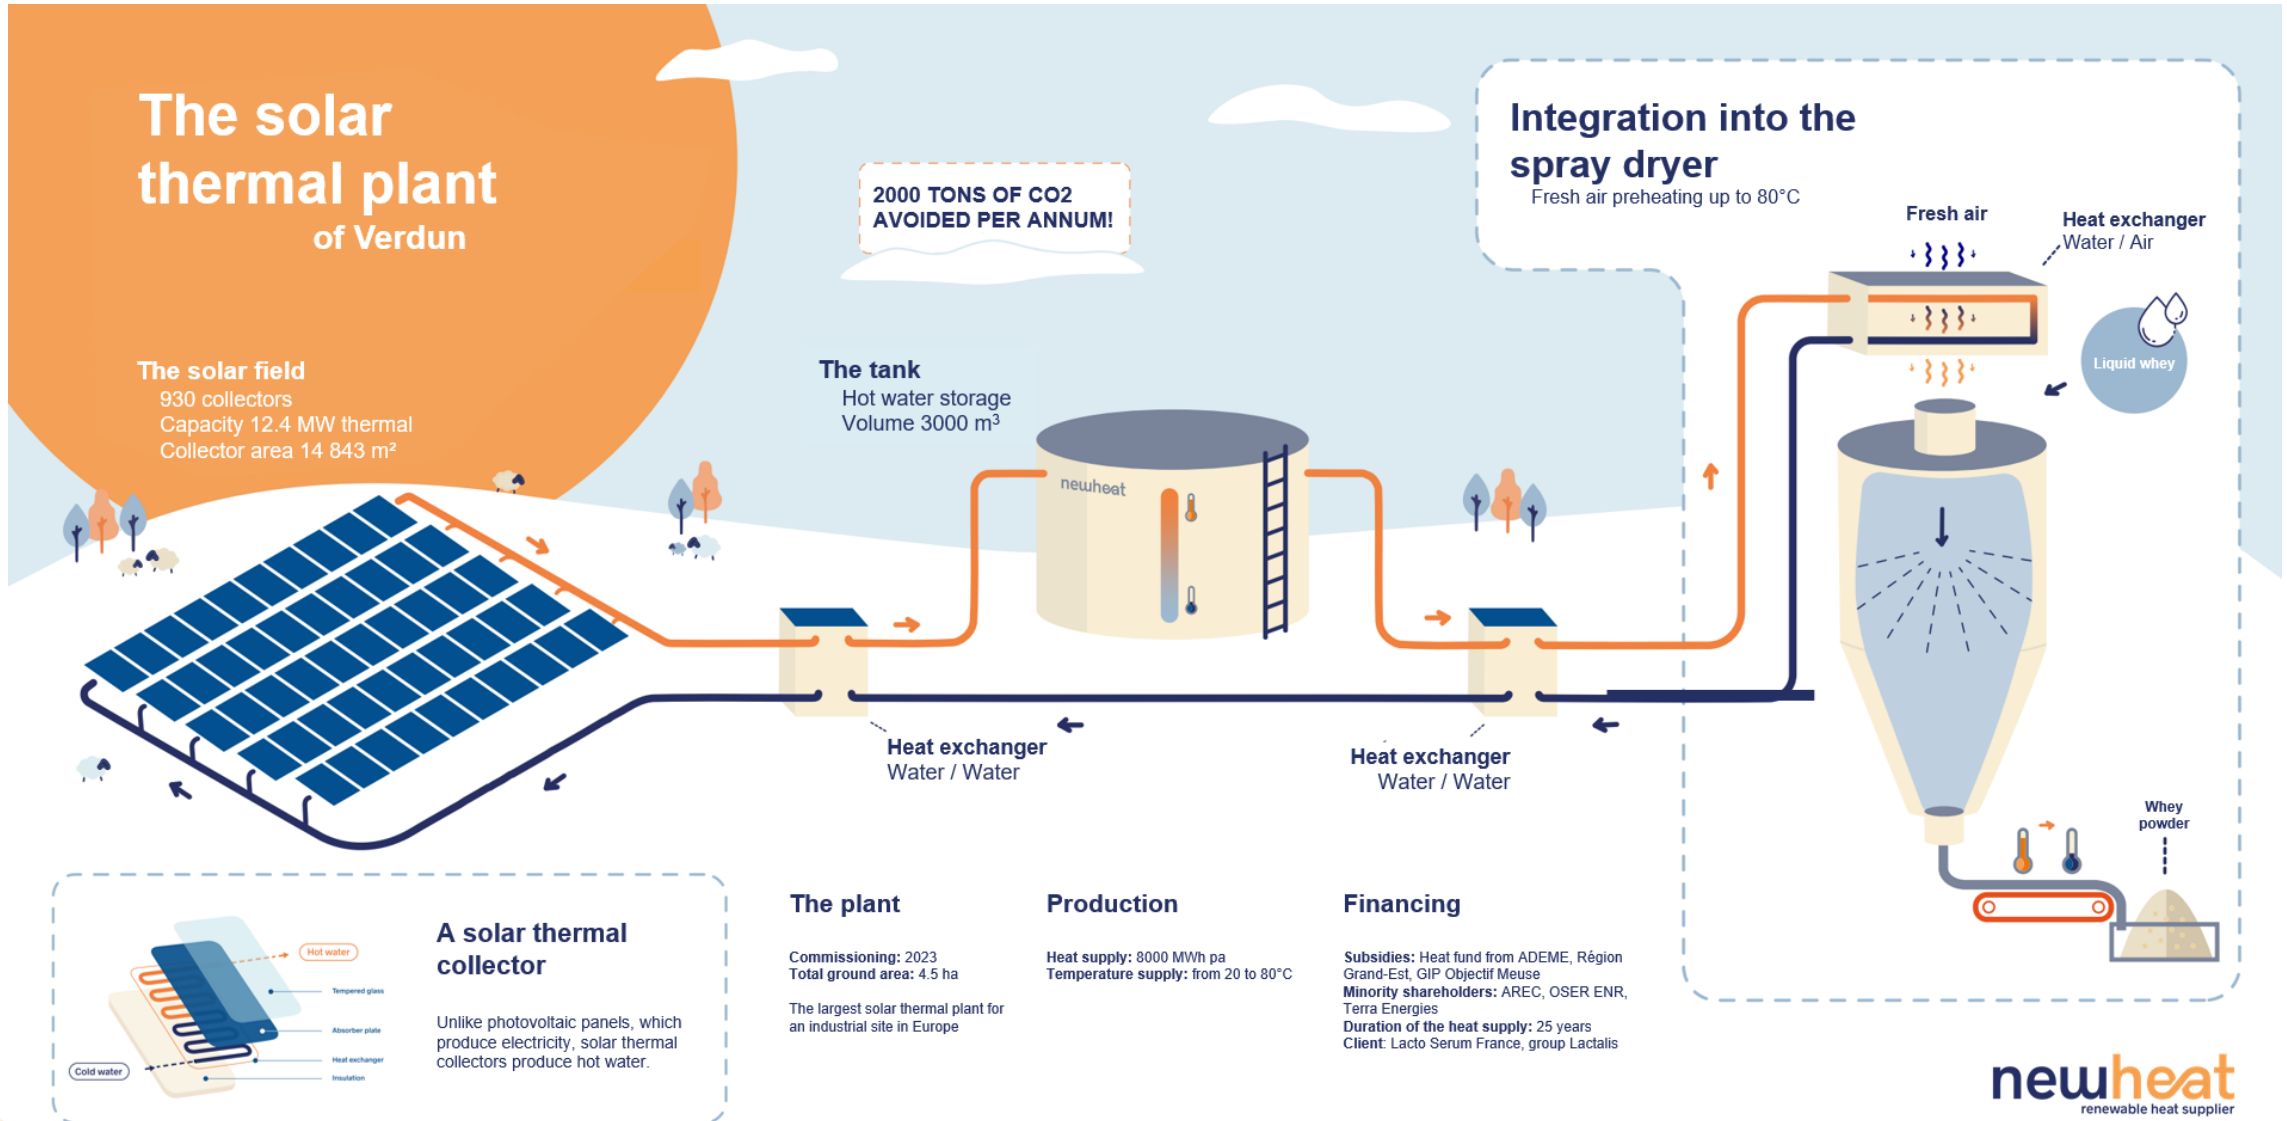 The solar
thermal plant
of Verdun
The solar field
930 collectors
Capacity 12.4 MW thermal
Collector area 14 843 m²
2000 TONS OF CO2
AVOIDED PER ANNUM!
The tank
Hot water storage
Volume 3000 m³
newheat
Integration into the
spray dryer
Fresh air preheating up to 80°C
Fresh air
Heat exchanger
Water / Air
Liquid whey
Heat exchanger
Water / Water
Heat exchanger
Water / Water
Whey
powder
Hot water
Tempered glass
Absorber plate
Heat exchanger
Insulation
Cold water
A solar thermal
collector
Unlike photovoltaic panels, which
produce electricity, solar thermal
collectors produce hot water.
The plant
Commissioning: 2023
Total ground area: 4.5 ha
The largest solar thermal plant for
an industrial site in Europe
Production
Heat supply: 8000 MWh pa
Temperature supply: from 20 to 80°C
Financing
Subsidies: Heat fund from ADEME, Région
Grand-Est, GIP Objectif Meuse
Minority shareholders: AREC, OSER ENR,
Terra Energies
Duration of the heat supply: 25 years
Client: Lacto Serum France, group Lactalis
newheat
renewable heat supplier